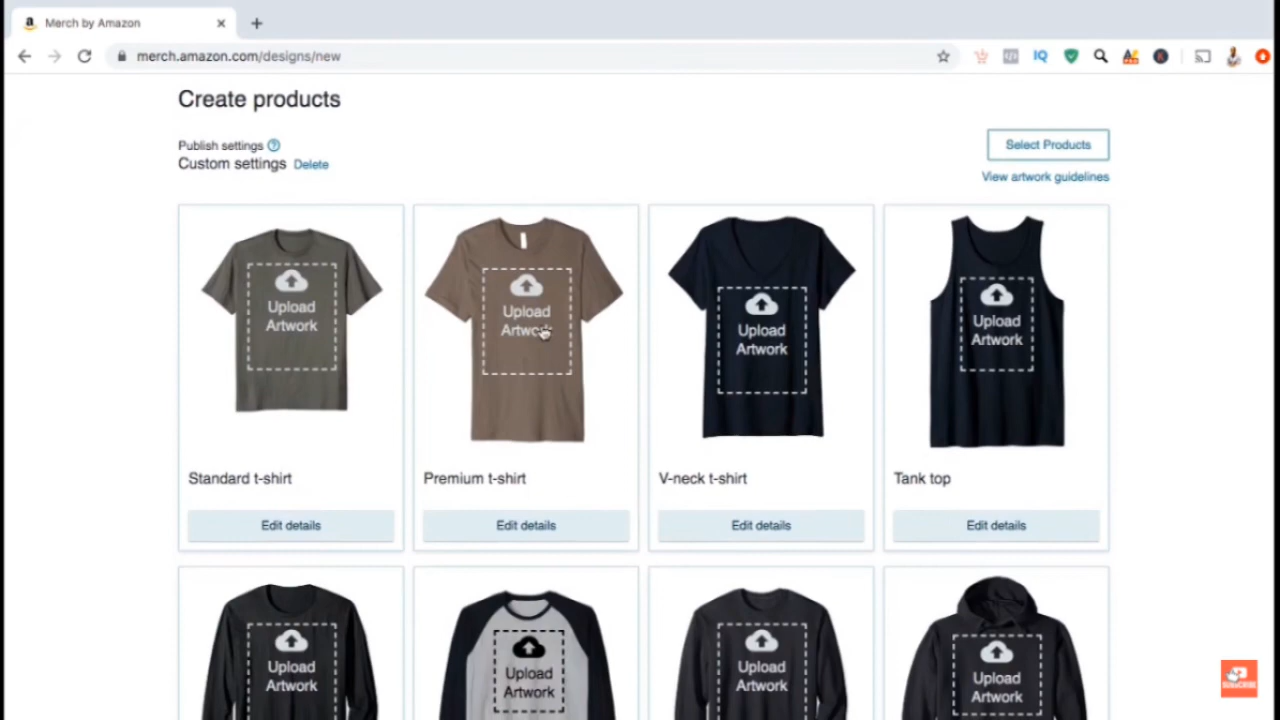 Merch by Amazon
merch.amazon.com/designs/new
IQ
Create products
Publish settings
Custom settings Delete
Select Products
View artwork guidelines
Upload
Artwork
Upload
Artwork
Upload
Artwork
Upload
Artwork
Standard t-shirt
Premium t-shirt
V-neck t-shirt
Tank top
Edit details
Edit details
Edit details
Edit details
Upload
Artwork
Upload
Artwork
Upload
Artwork
Upload
Artwork
SUBSCRIBE